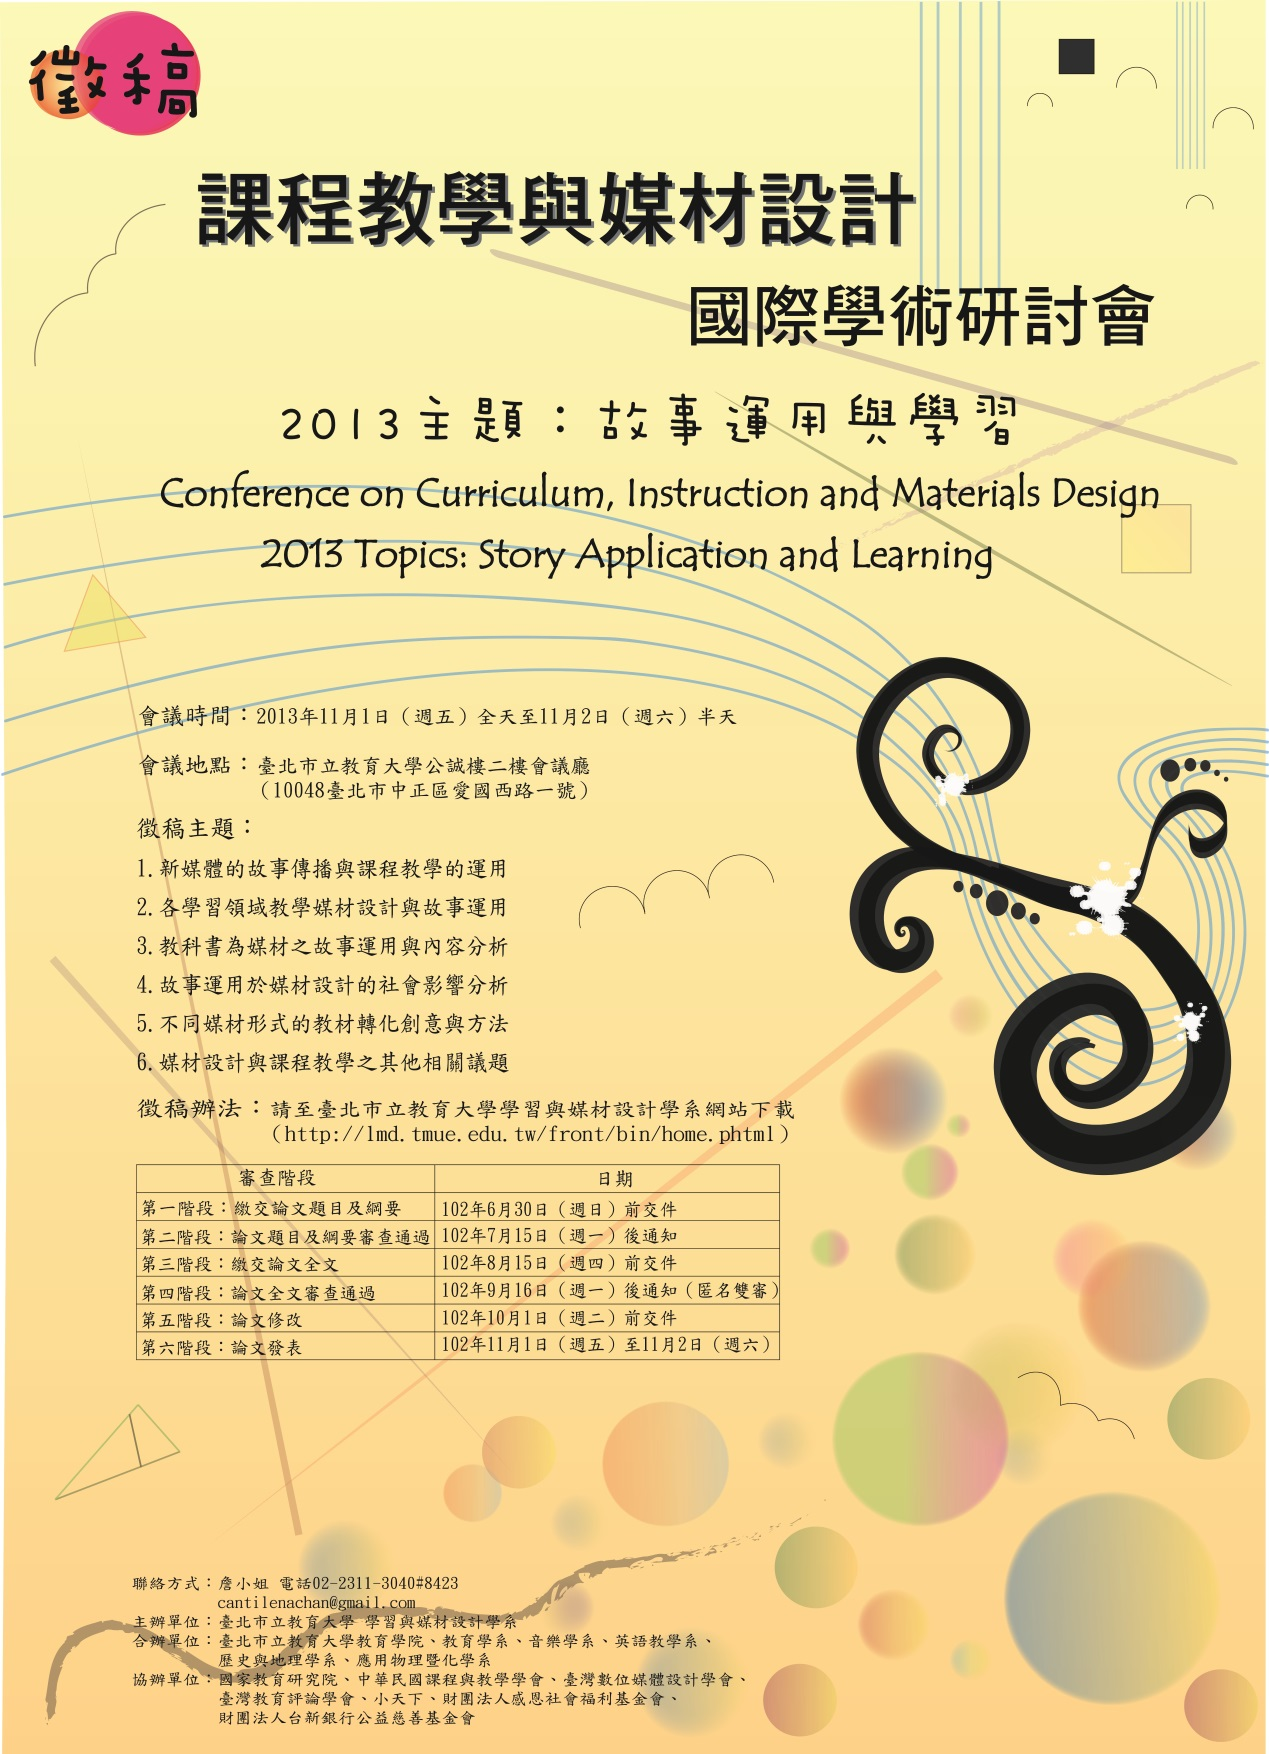 徵稿
課程教學與媒材設計
國際學術研討會
2013主題：故事運用與學習
Conference on Curriculum, Instruction and Materials Design
2013 Topics: Story Application and Learning
會議時間：2013年11月1日（週五）全天至11月2日（週六）半天
會議地點：臺北市立教育大學公誠樓二樓會議廳
（10048臺北市中正區愛國西路一號）
徵稿主題：
1.新媒體的故事傳播與課程教學的運用
2.各學習領域教學媒材設計與故事運用
3.教科書為媒材之故事運用與內容分析
4.故事運用於媒材設計的社會影響分析
5.不同媒材形式的教材轉化創意與方法
6.媒材設計與課程教學之其他相關議題
徵稿辦法：請至臺北市立教育大學學習與媒材設計學系網站下載
（http://lmd.tmue.edu.tw/front/bin/home.phtml）
審查階段 日期
第一階段：繳交論文題目及綱要 102年6月30日（週日）前交件
第二階段：論文題目及綱要審查通過 102年7月15日（週一）後通知
第三階段：繳交論文全文 102年8月15日（週四）前交件
第四階段：論文全文審查通過 102年9月16日（週一）後通知（匿名雙審）
第五階段：論文修改 102年10月1日（週二）前交件
第六階段：論文發表 102年11月1日（週五）至11月2日（週六）
聯絡方式：詹小姐 電話02-2311-3040#8423
cantilenachan@gmail.com
主辦單位：臺北市立教育大學 學習與媒材設計學系
合辦單位：臺北市立教育大學教育學院、教育學系、音樂學系、英語教學系、
歷史與地理學系、應用物理暨化學系
協辦單位：國家教育研究院、中華民國課程與教學學會、臺灣數位媒體設計學會、
臺灣教育評論學會、小天下、財團法人感恩社會福利基金會、
財團法人台新銀行公益慈善基金會